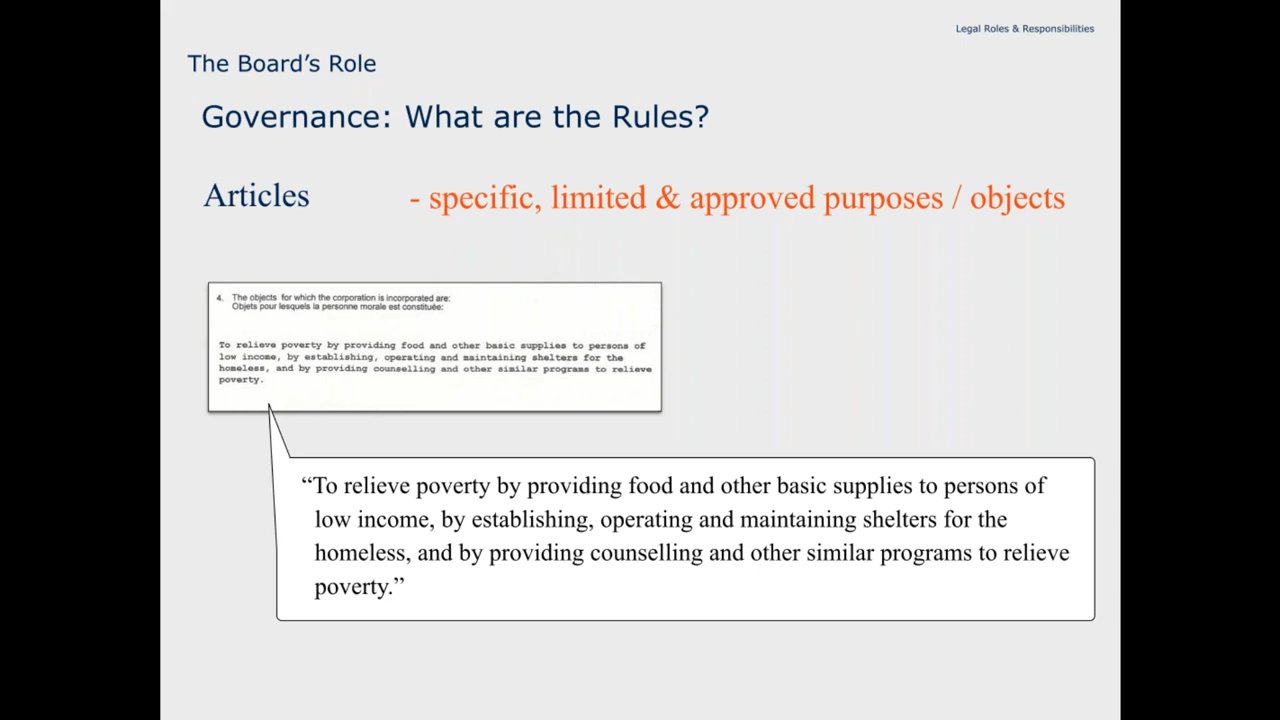 Legal Roles & Responsibilities
The Board’s Role
Governance: What are the Rules?
Articles - specific, limited & approved purposes / objects
4. The objects for which the corporation is incorporated are:
Objets pour lesquels la personne morale est constituée:
To relieve poverty by providing food and other basic supplies to persons of
low income, by establishing, operating and maintaining shelters for the
homeless, and by providing counselling and other similar programs to relieve
poverty.
“To relieve poverty by providing food and other basic supplies to persons of
low income, by establishing, operating and maintaining shelters for the
homeless, and by providing counselling and other similar programs to relieve
poverty.”